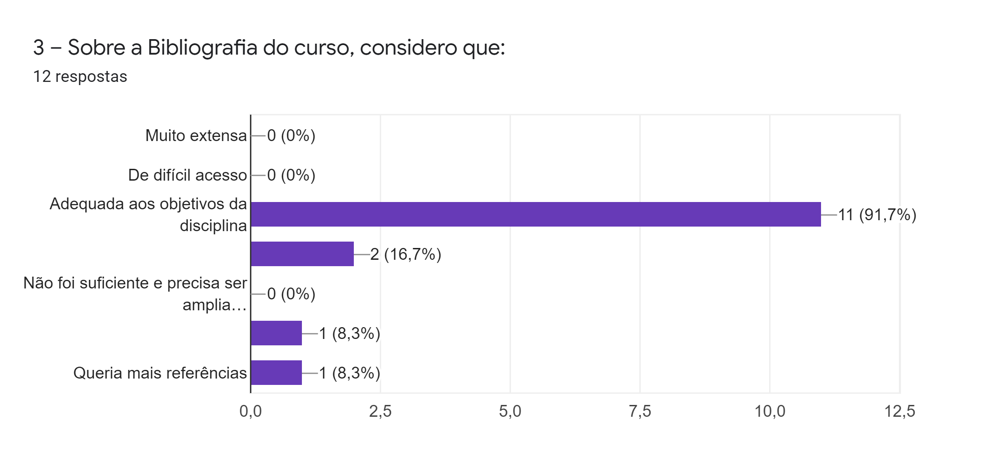 3 – Sobre a Bibliografia do curso, considero que:
12 respostas
Muito extensa
0 (0%)
De difícil acesso
0 (0%)
Adequada aos objetivos da
disciplina
11 (91,7%)
2 (16,7%)
Não foi suficiente e precisa ser
amplia…
0 (0%)
1 (8,3%)
Queria mais referências
1 (8,3%)
0,0
2,5
5,0
7,5
10,0
12,5